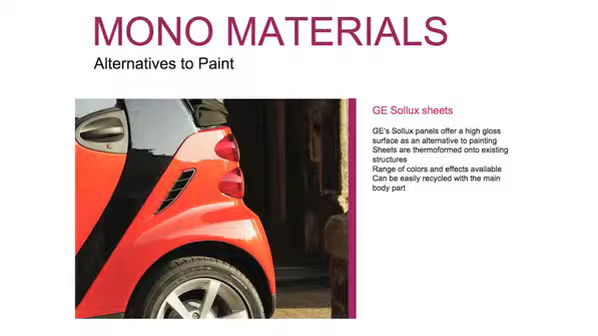 MONO MATERIALS
Alternatives to Paint
GE Sollux sheets
GE's Sollux panels offer a high gloss
surface as an alternative to painting
Sheets are thermoformed onto existing
structures
Range of colors and effects available
Can be easily recycled with the main
body part